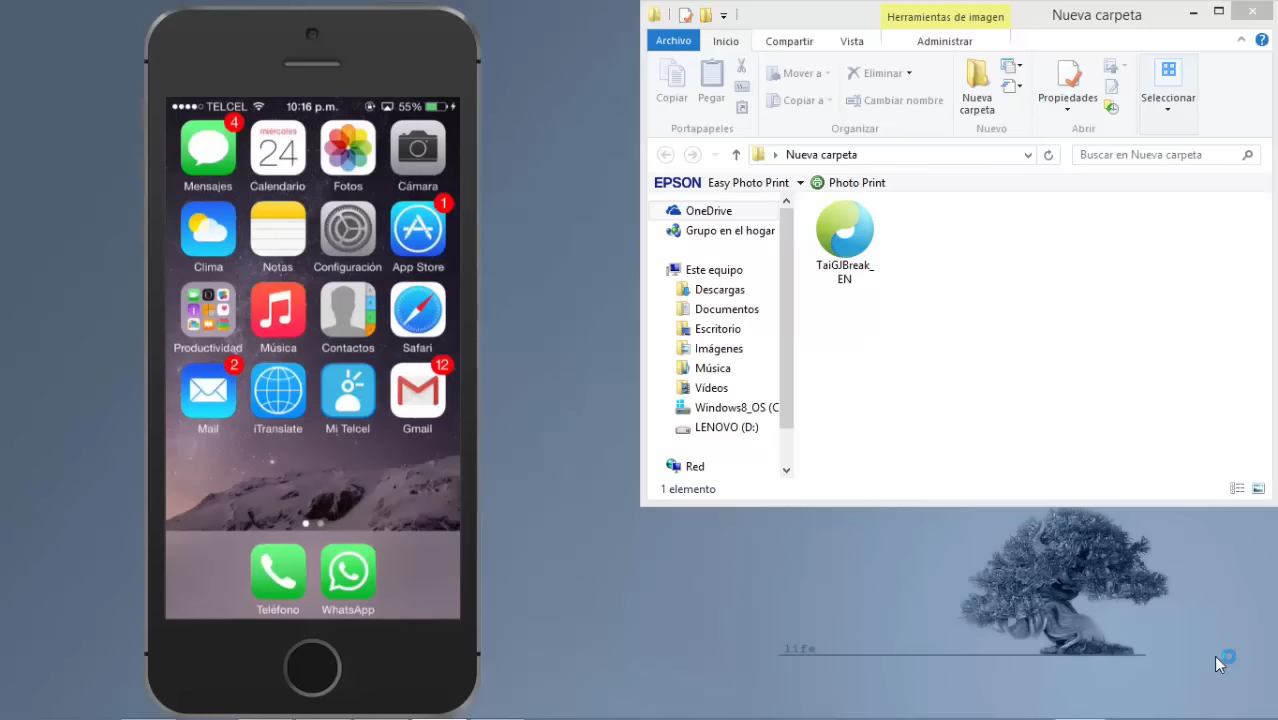 TELCEL 10:16 p.m. 55%
4
miércoles
24
Mensajes Calendario Fotos Cámara
1
Clima Notas Configuración App Store
Productividad Música Contactos Safari
2 12
Mail iTranslate Mi Telcel Gmail
Teléfono WhatsApp
Herramientas de imagen Nueva carpeta
Archivo Inicio Compartir Vista Administrar
Copiar Pegar Mover a Copiar a Eliminar Cambiar nombre Nueva carpeta Propiedades Seleccionar
Portapapeles Organizar Nuevo Abrir
Nueva carpeta Buscar en Nueva carpeta
EPSON Easy Photo Print Photo Print
OneDrive
Grupo en el hogar
Este equipo
Descargas
Documentos
Escritorio
Imágenes
Música
Vídeos
Windows8_OS (C
LENOVO (D:)
Red
TaiGJBreak_
EN
1 elemento
life